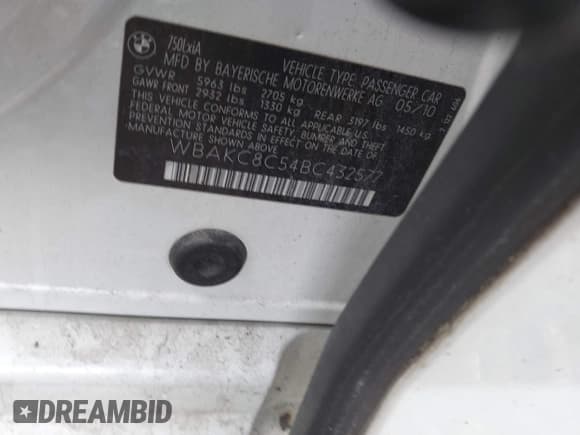 BMW
750LxiA
VEHICLE TYPE PASSENGER CAR
MFD BY BAYERISCHE MOTORENWERKE AG 05/10
GVWR 5963 lbs 2705 kg
GAWR FRONT 2932 lbs 1330 kg REAR 3197 lbs 1450 kg
THIS VEHICLE CONFORMS TO ALL APPLICABLE
FEDERAL MOTOR VEHICLE SAFETY, BUMPER AND THEFT
PREVENTION STANDARDS IN EFFECT ON THE DATE OF
MANUFACTURE SHOWN ABOVE
WBAKC8C54BC432577
DREAMBID